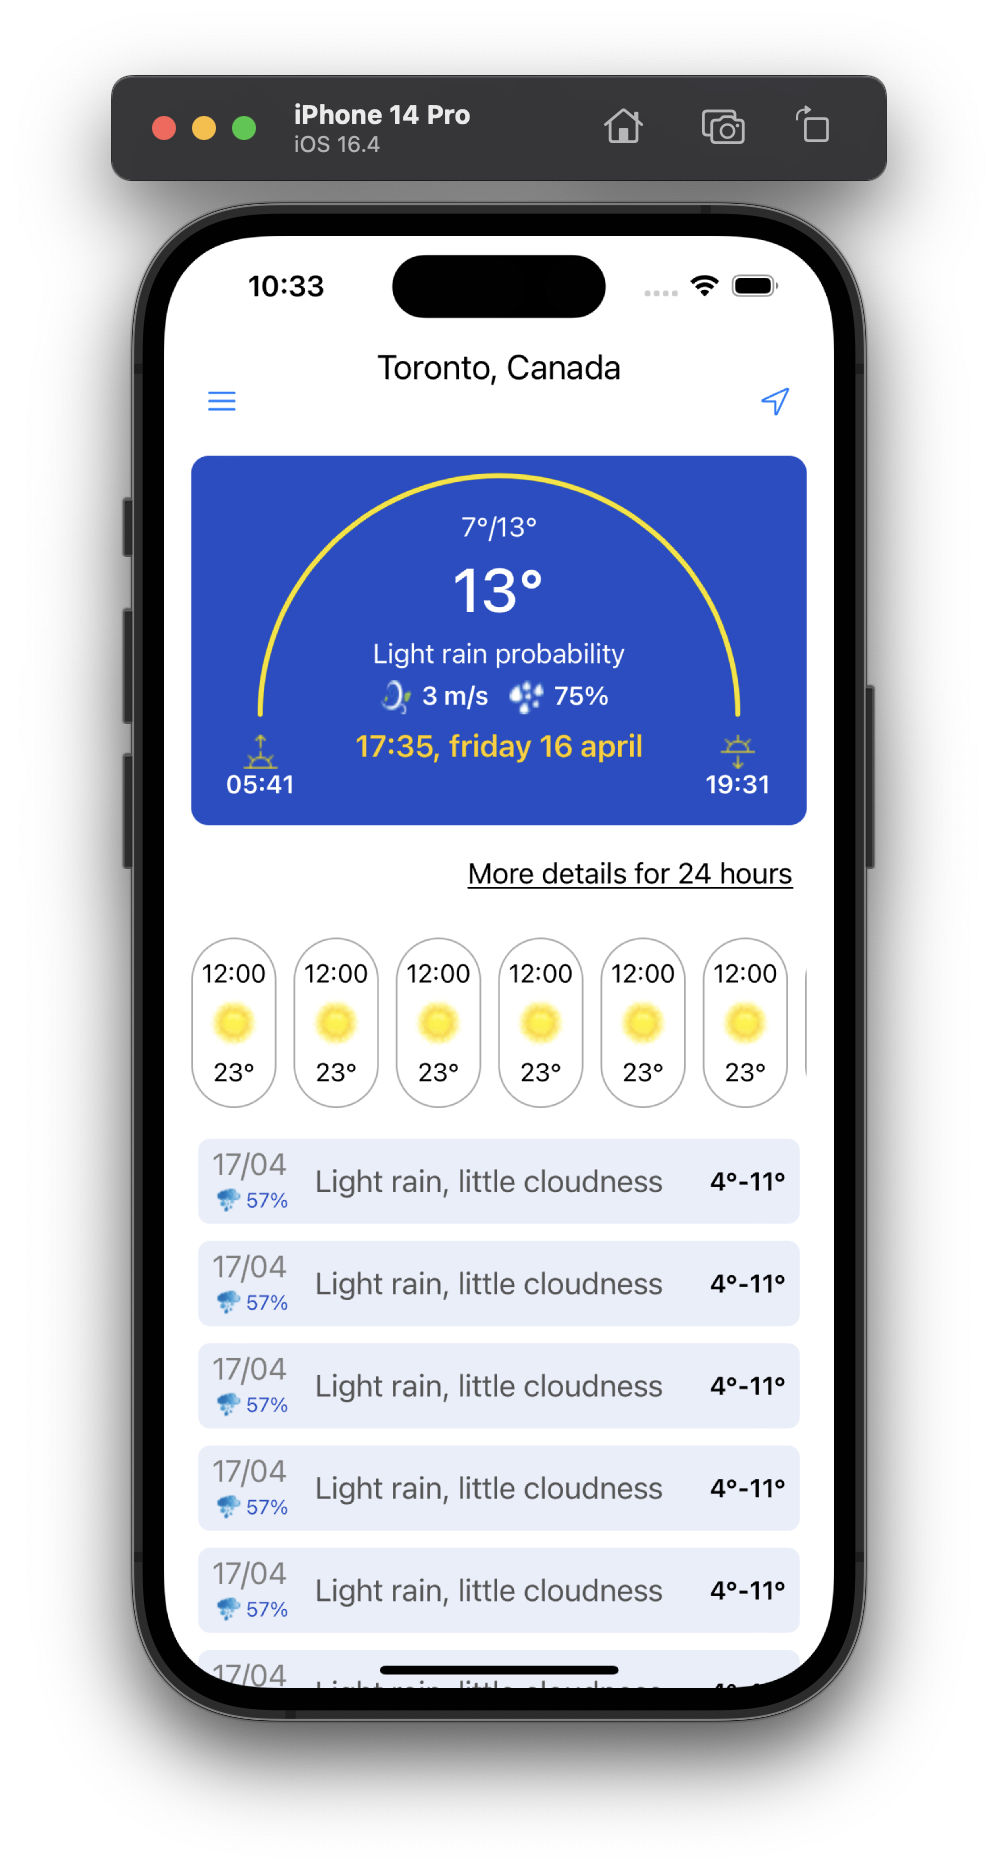 iPhone 14 Pro
iOS 16.4
10:33
Toronto, Canada
7°/13°
13°
Light rain probability
3 m/s 75%
17:35, friday 16 april
05:41 19:31
More details for 24 hours
12:00 12:00 12:00 12:00 12:00 12:00
23° 23° 23° 23° 23° 23°
17/04
57%
Light rain, little cloudness
4°-11°
17/04
57%
Light rain, little cloudness
4°-11°
17/04
57%
Light rain, little cloudness
4°-11°
17/04
57%
Light rain, little cloudness
4°-11°
17/04
57%
Light rain, little cloudness
4°-11°
17/04
Light rain, little cloudness